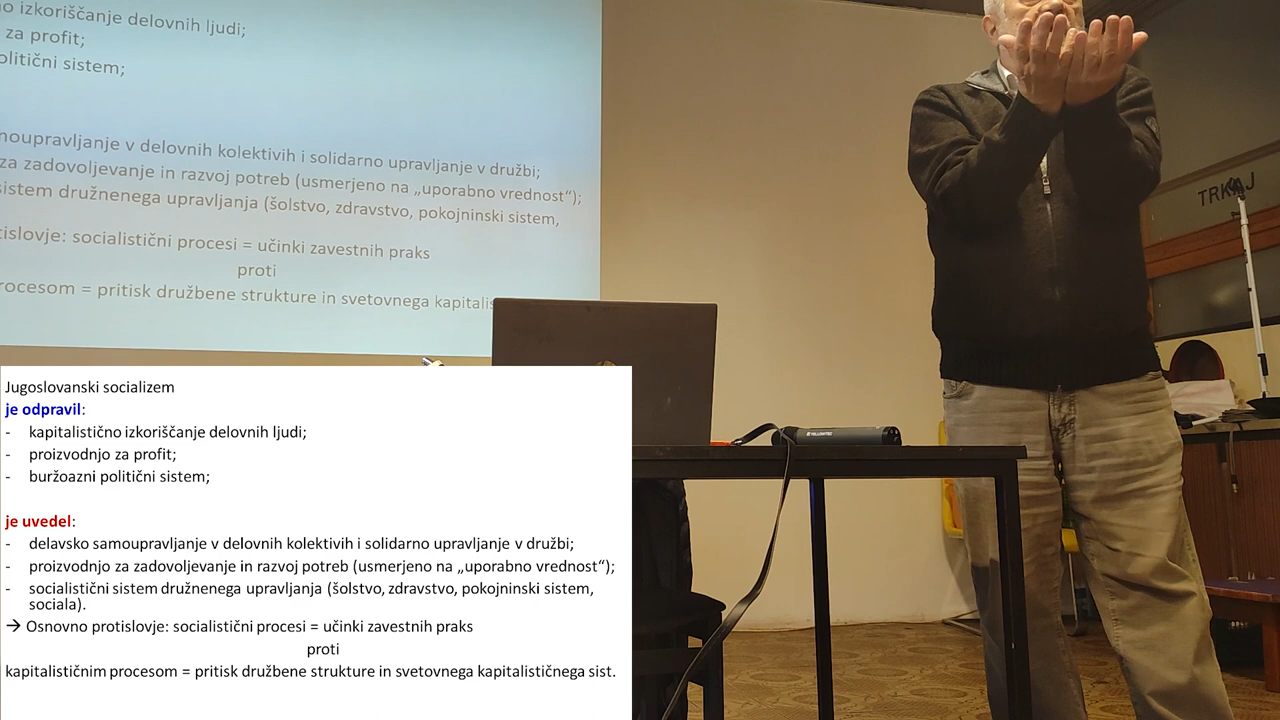 no izkoriščanje delovnih ljudi;
za profit;
olitični sistem;
moupravljanje v delovnih kolektivih i solidarno upravljanje v družbi;
za zadovoljevanje in razvoj potreb (usmerjeno na „uporabno vrednost“);
sistem družnenega upravljanja (šolstvo, zdravstvo, pokojninski sistem,
tislovje: socialistični procesi = učinki zavestnih praks
proti
rocesom = pritisk družbene strukture in svetovnega kapitalis
TRKAJ
Jugoslovanski socializem
je odpravil:
- kapitalistično izkoriščanje delovnih ljudi;
- proizvodnjo za profit;
- buržoazni politični sistem;
je uvedel:
- delavsko samoupravljanje v delovnih kolektivih i solidarno upravljanje v družbi;
- proizvodnjo za zadovoljevanje in razvoj potreb (usmerjeno na „uporabno vrednost“);
- socialistični sistem družnenega upravljanja (šolstvo, zdravstvo, pokojninski sistem,
sociala).
→ Osnovno protislovje: socialistični procesi = učinki zavestnih praks
proti
kapitalističnim procesom = pritisk družbene strukture in svetovnega kapitalističnega sist.